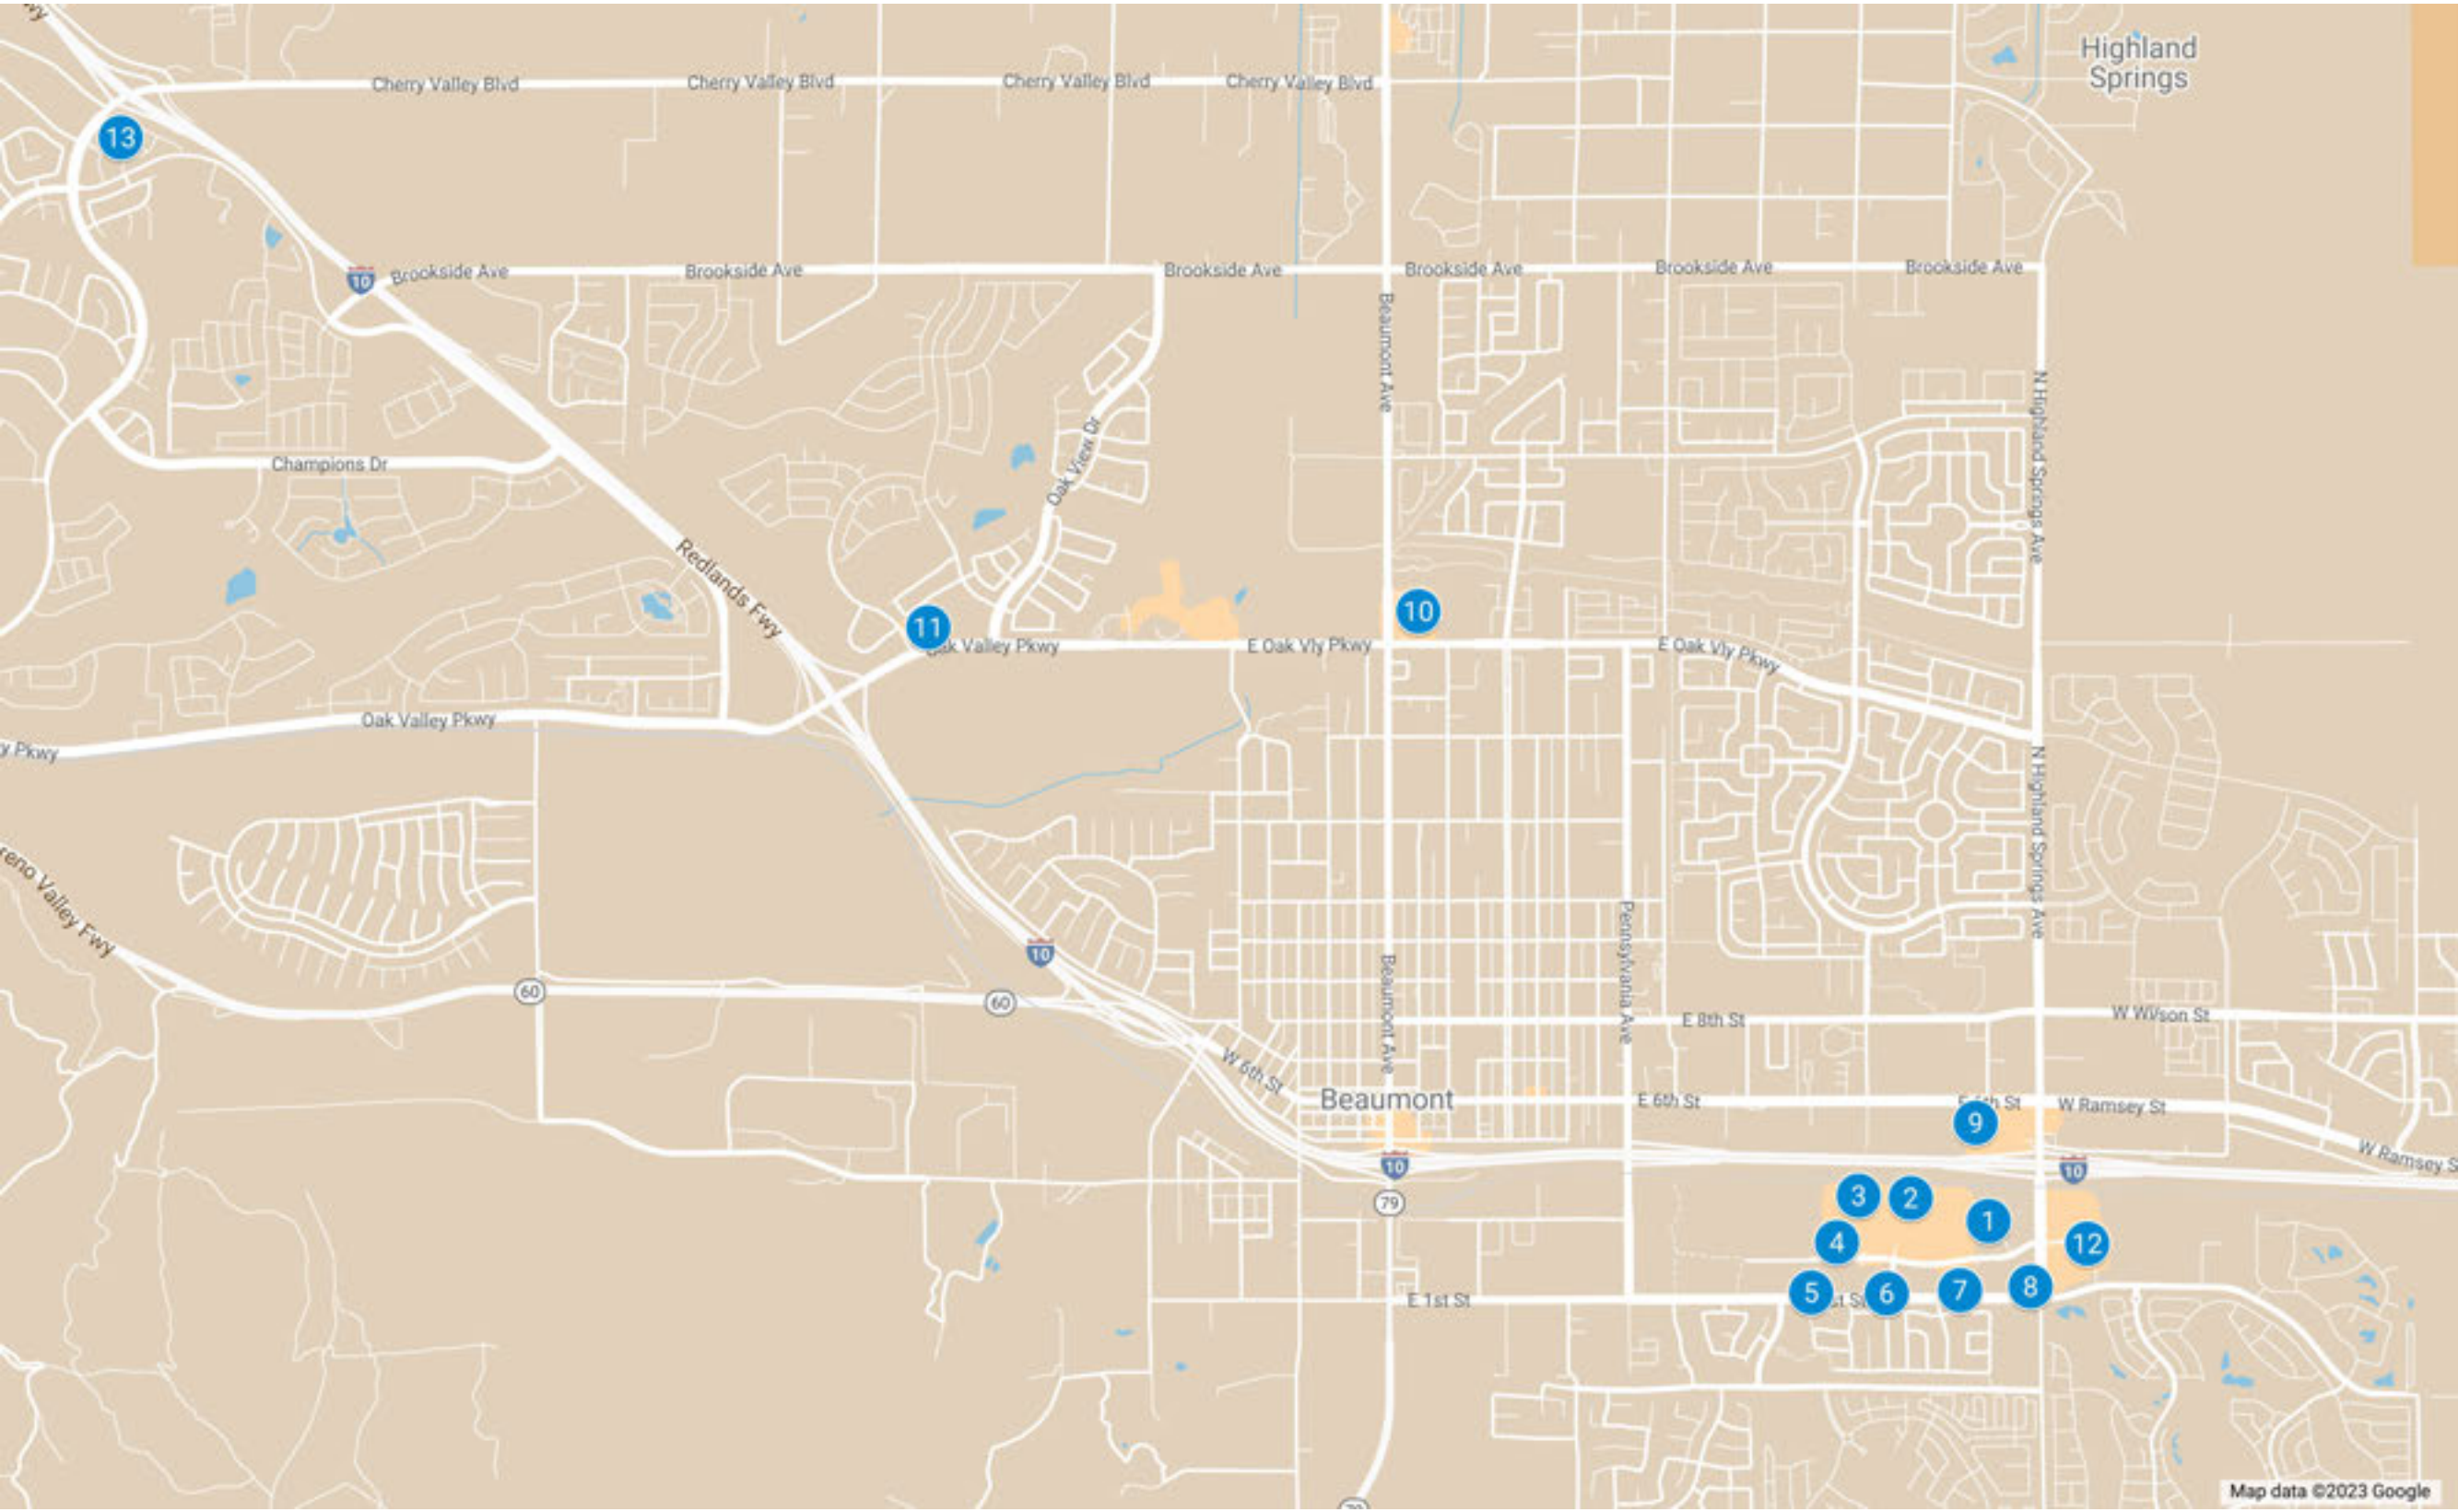 wy
Highland
Springs
Cherry Valley Blvd
Cherry Valley Blvd
Cherry Valley Blvd
Cherry Valley Blvd
13
10
Brookside Ave
Brookside Ave
Brookside Ave
Brookside Ave
Brookside Ave
Brookside Ave
Beaumont Ave
N Highland Springs Ave
Oak View Dr
Champions Dr
Redlands Fwy
11
10
Oak Valley Pkwy
E Oak Vly Pkwy
E Oak Vly Pkwy
Oak Valley Pkwy
y Pkwy
N Highland Springs Ave
reno Valley Fwy
Pennsylvania Ave
10
Beaumont Ave
60
60
E 8th St
W Wilson St
W 6th St
Beaumont
E 6th St
E 6th St
W Ramsey St
9
W Ramsey S
10
10
79
3
2
1
4
12
5
st St
6
7
8
E 1st St
Map data ©2023 Google